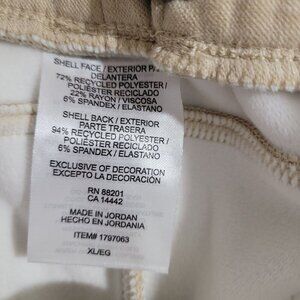 SHELL FACE / EXTERIOR PA
DELANTERA
72% RECYCLED POLYESTER /
POLIÉSTER RECICLADO
22% RAYON / VISCOSA
6% SPANDEX / ELASTANO
SHELL BACK / EXTERIOR
PARTE TRASERA
94% RECYCLED POLYESTER /
POLIÉSTER RECICLADO
6% SPANDEX / ELASTANO
EXCLUSIVE OF DECORATION
EXCEPTO LA DECORACIÓN
RN 88201
CA 14442
MADE IN JORDAN
HECHO EN JORDANIA
ITEM# 1797063
XL/EG